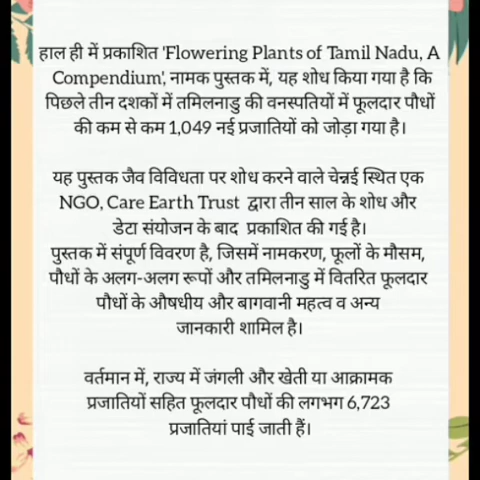 हाल ही में प्रकाशित 'Flowering Plants of Tamil Nadu, A
Compendium', नामक पुस्तक में, यह शोध किया गया है कि
पिछले तीन दशकों में तमिलनाडु की वनस्पतियों में फूलदार पौधों
की कम से कम 1,049 नई प्रजातियों को जोड़ा गया है।
यह पुस्तक जैव विविधता पर शोध करने वाले चेन्नई स्थित एक
NGO, Care Earth Trust द्वारा तीन साल के शोध और
डेटा संयोजन के बाद प्रकाशित की गई है।
पुस्तक में संपूर्ण विवरण है, जिसमें नामकरण, फूलों के मौसम,
पौधों के अलग-अलग रूपों और तमिलनाडु में वितरित फूलदार
पौधों के औषधीय और बागवानी महत्व व अन्य
जानकारी शामिल है।
वर्तमान में, राज्य में जंगली और खेती या आक्रामक
प्रजातियों सहित फूलदार पौधों की लगभग 6,723
प्रजातियां पाई जाती हैं।